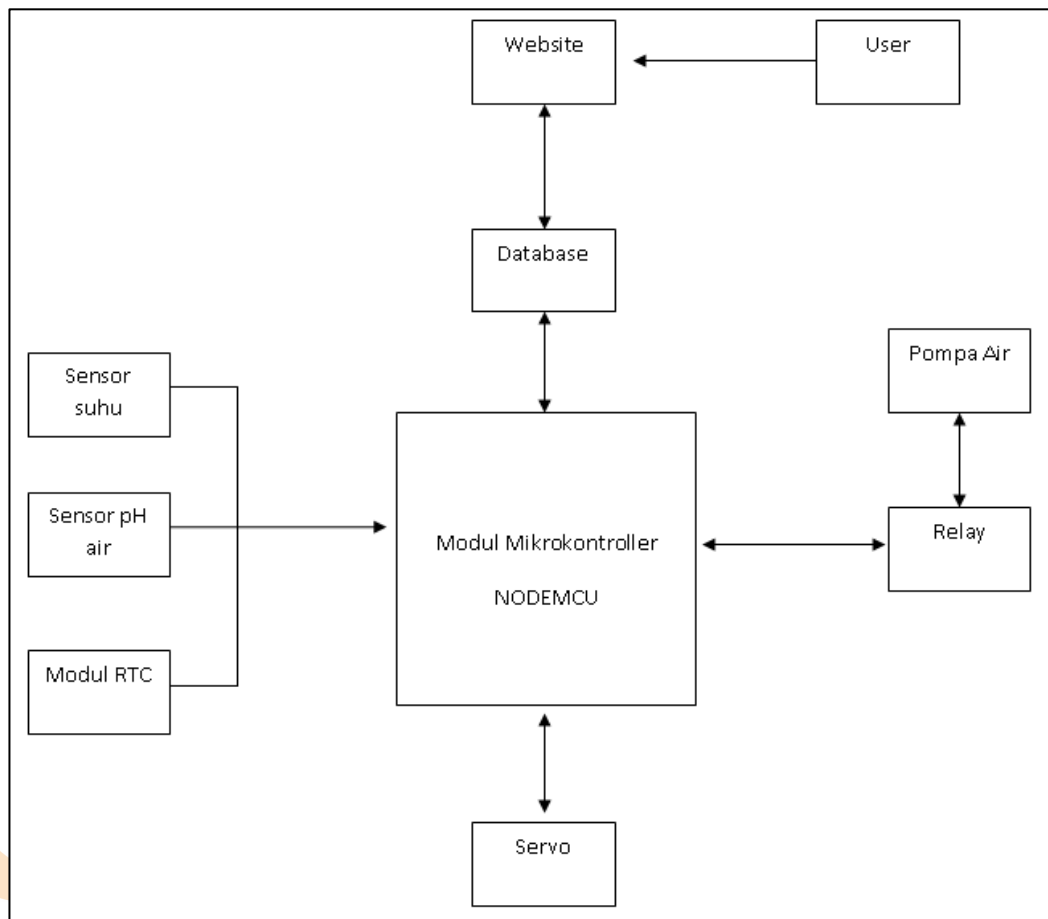 Website
User
Database
Sensor
suhu
Pompa Air
Sensor pH
air
Modul Mikrokontroller
NODEMCU
Relay
Modul RTC
Servo